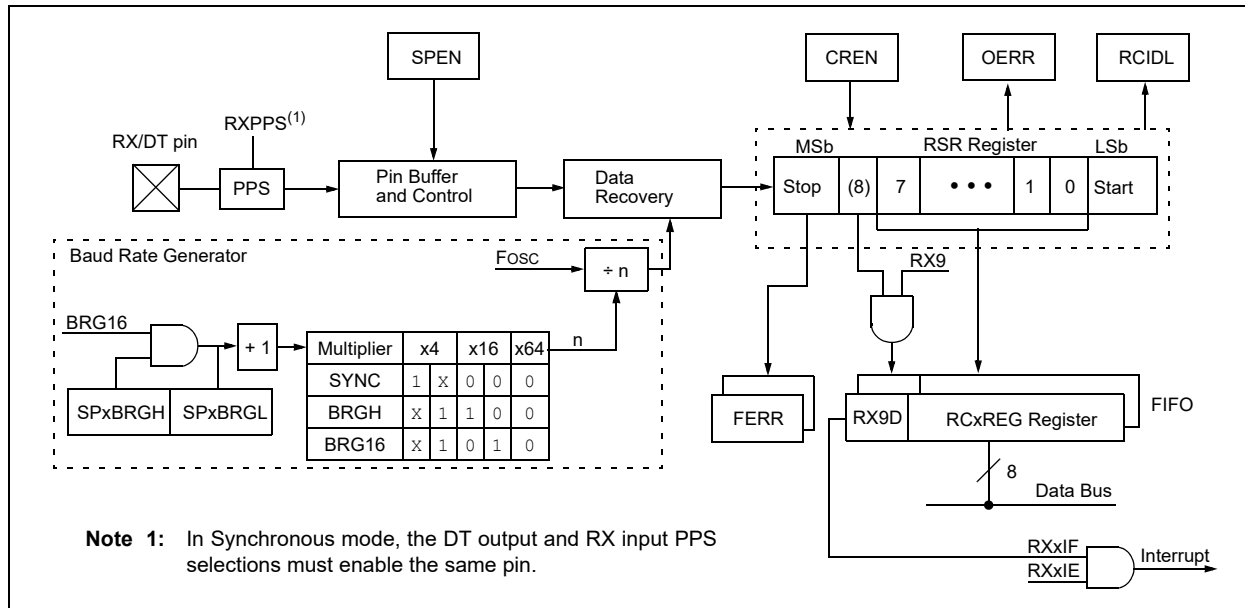 SPEN
CREN
OERR
RCIDL
RXPPS(1)
RX/DT pin
PPS
Pin Buffer
and Control
Data
Recovery
MSb
RSR Register
LSb
Stop (8) 7 • • • 1 0 Start
Baud Rate Generator
FOSC
÷ n
RX9
BRG16
+ 1
n
Multiplier x4 x16 x64
SYNC 1 X 0 0 0
BRGH X 1 1 0 0
BRG16 X 1 0 1 0
SPxBRGH SPxBRGL
FERR
RX9D
RCxREG Register
FIFO
8
Data Bus
Note 1: In Synchronous mode, the DT output and RX input PPS
selections must enable the same pin.
RXxIF
RXxIE
Interrupt